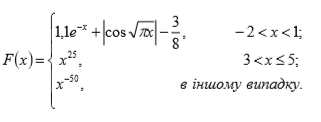 F(x) = { 1,1e^{-x} + |cos√πx| − 3/8, − 2 < x < 1;
x^{25}, 3 < x ≤ 5;
x^{-50}, в іншому випадку.